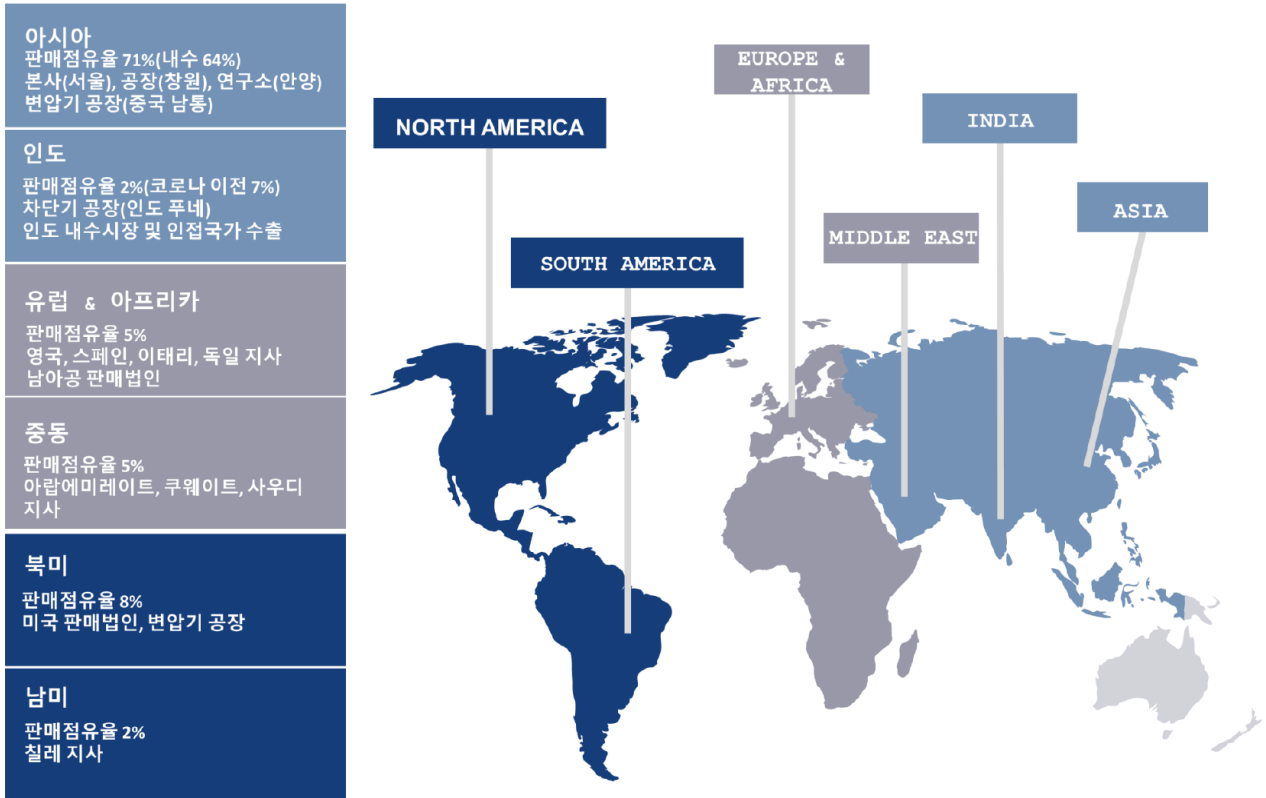 아시아
판매점유율 71%(내수 64%)
본사(서울), 공장(창원), 연구소(안양)
변압기 공장(중국 남통)
인도
판매점유율 2%(코로나 이전 7%)
차단기 공장(인도 푸네)
인도 내수시장 및 인접국가 수출
유럽 & 아프리카
판매점유율 5%
영국, 스페인, 이태리, 독일 지사
남아공 판매법인
중동
판매점유율 5%
아랍에미레이트, 쿠웨이트, 사우디
지사
북미
판매점유율 8%
미국 판매법인, 변압기 공장
남미
판매점유율 2%
칠레 지사
EUROPE &
AFRICA
NORTH AMERICA
INDIA
ASIA
MIDDLE EAST
SOUTH AMERICA